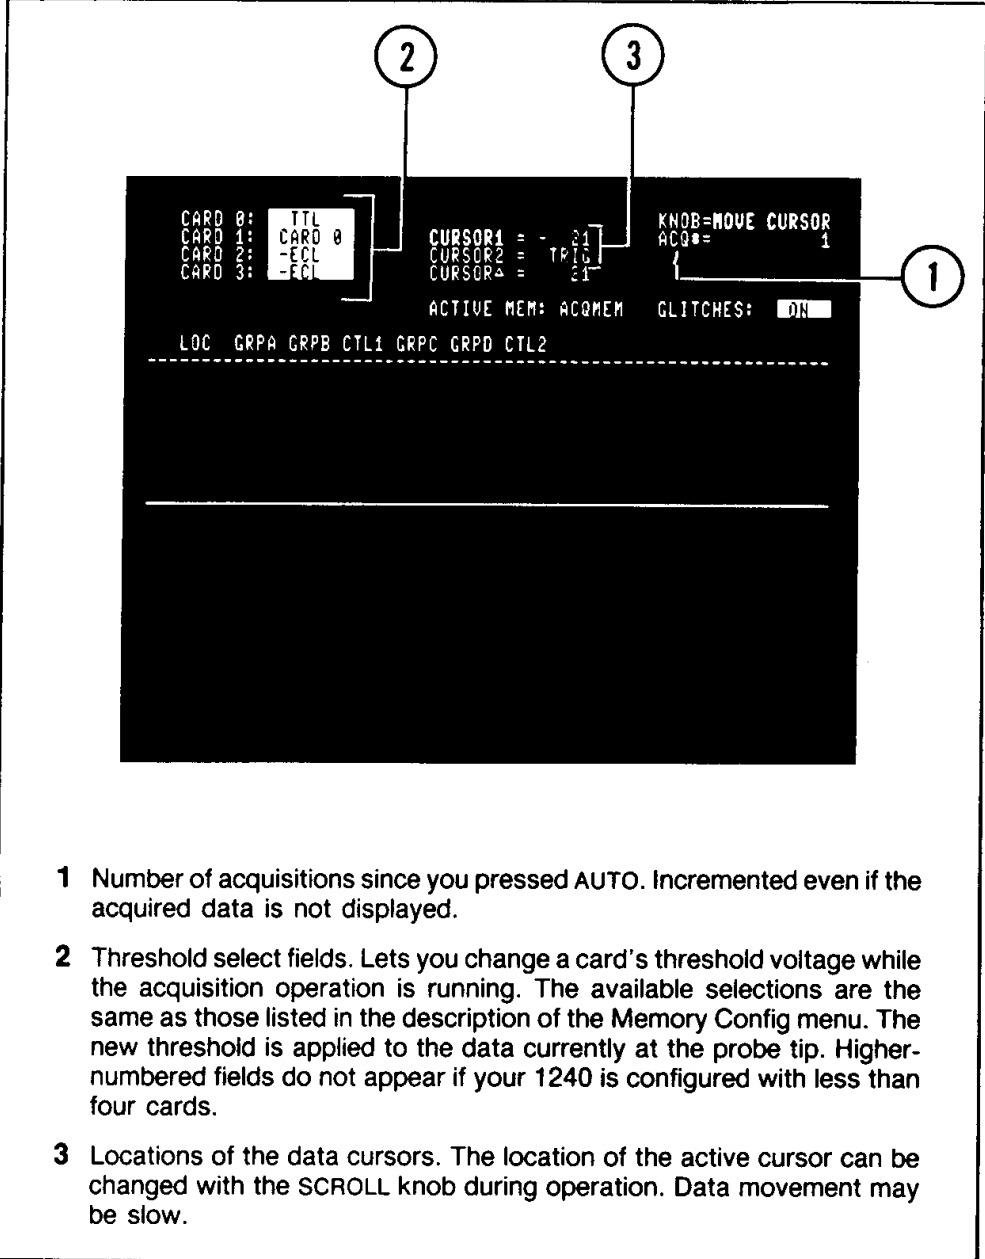 2
3
CARD 0: TTL
CARD 1: CARD 0
CARD 2: -ECL
CARD 3: -ECL
CURSOR1 = - 21
CURSOR2 = TRIG
CURSOR△ = 21
KNOB=MOVE CURSOR
ACQ#= 1
1
ACTIVE MEM: ACQMEM GLITCHES: ON
LOC GRPA GRPB CTL1 GRPC GRPD CTL2
1 Number of acquisitions since you pressed AUTO. Incremented even if the
acquired data is not displayed.
2 Threshold select fields. Lets you change a card's threshold voltage while
the acquisition operation is running. The available selections are the
same as those listed in the description of the Memory Config menu. The
new threshold is applied to the data currently at the probe tip. Higher-
numbered fields do not appear if your 1240 is configured with less than
four cards.
3 Locations of the data cursors. The location of the active cursor can be
changed with the SCROLL knob during operation. Data movement may
be slow.